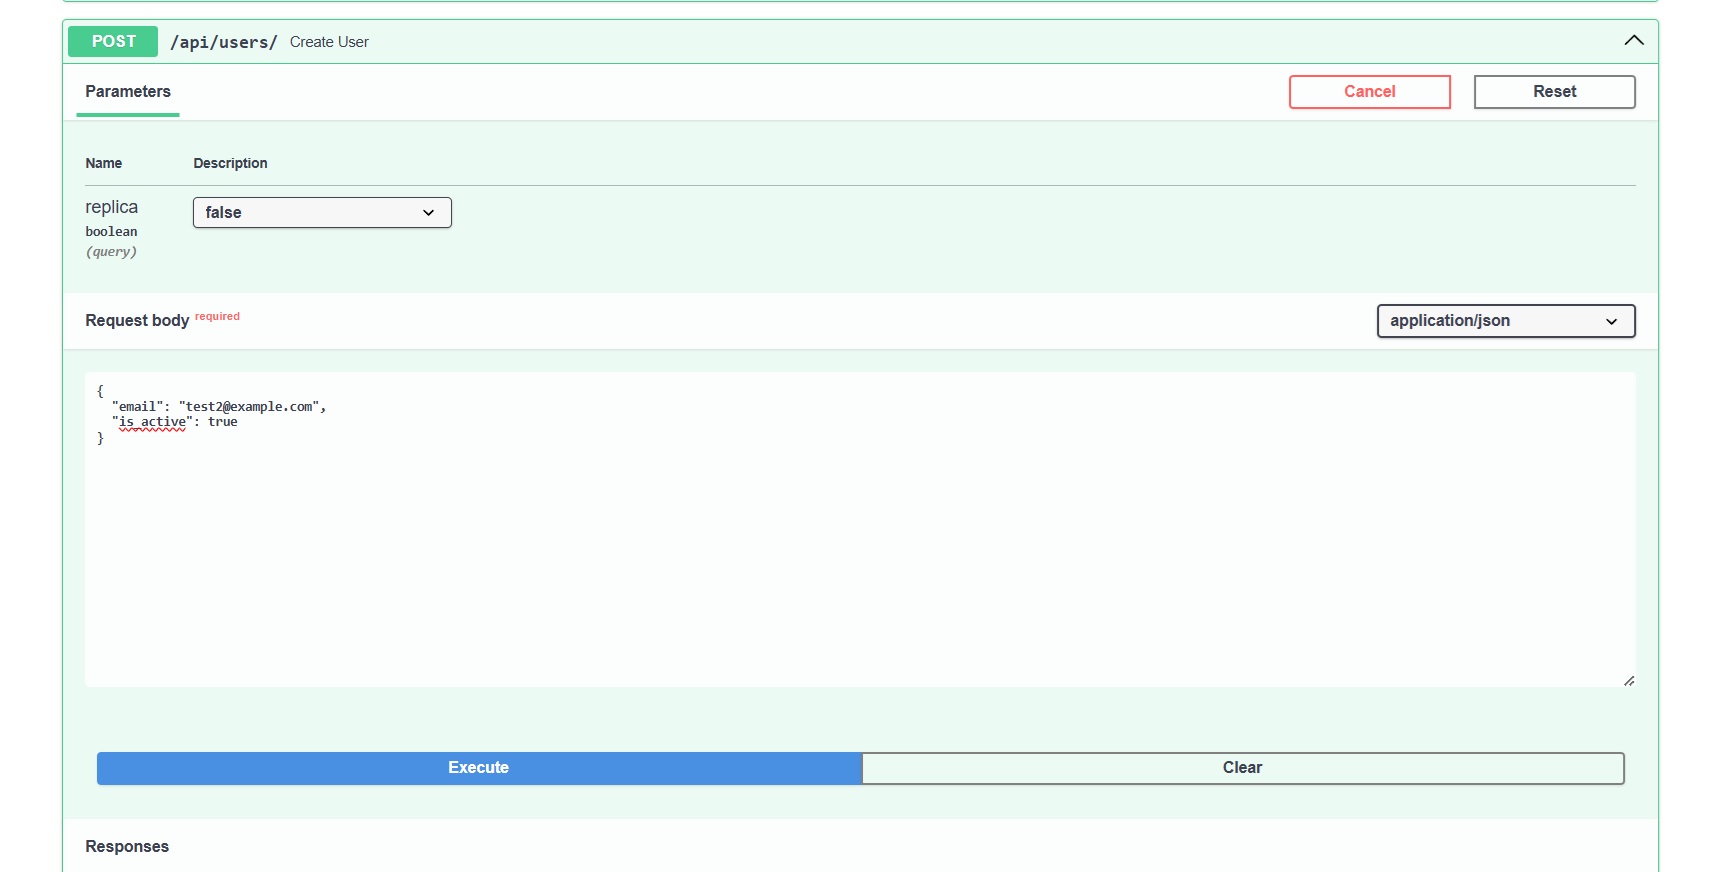 POST /api/users/ Create User
Parameters
Cancel Reset
Name Description
replica false
boolean
(query)
Request body required application/json
{
  "email": "test2@example.com",
  "is_active": true
}
Execute Clear
Responses